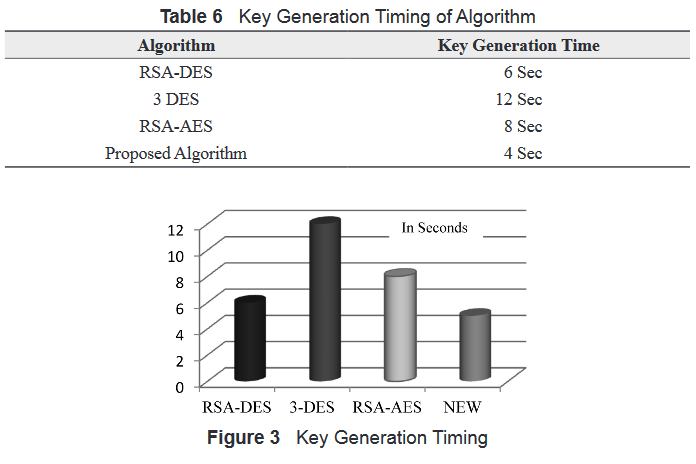 Table 6 Key Generation Timing of Algorithm
Algorithm Key Generation Time
RSA-DES 6 Sec
3 DES 12 Sec
RSA-AES 8 Sec
Proposed Algorithm 4 Sec
In Seconds
12
10
8
6
4
2
0
RSA-DES 3-DES RSA-AES NEW
Figure 3 Key Generation Timing